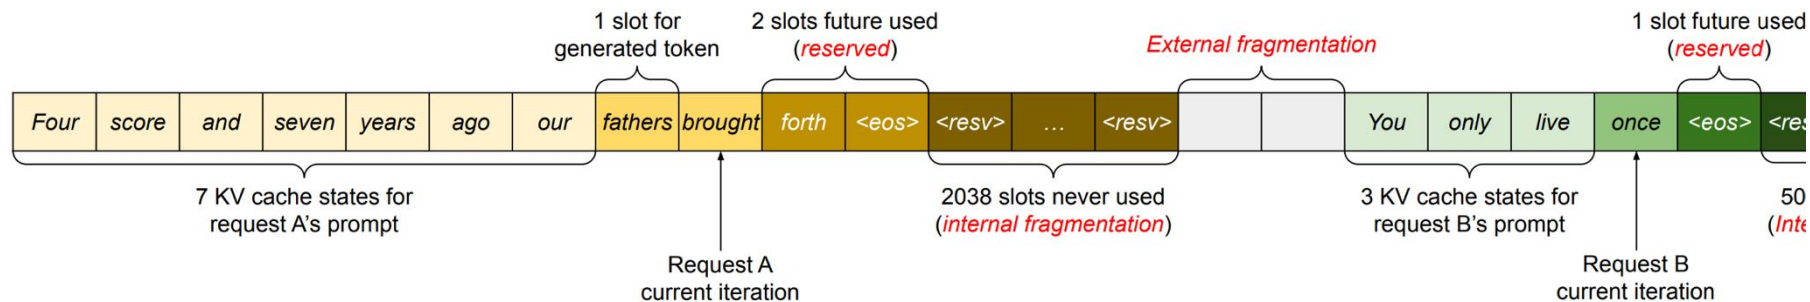 1 slot for
generated token
2 slots future used
(reserved)
External fragmentation
1 slot future used
(reserved)
Four score and seven years ago our fathers brought forth <eos> <resv> ... <resv> You only live once <eos> <res
7 KV cache states for
request A's prompt
2038 slots never used
(internal fragmentation)
3 KV cache states for
request B's prompt
50
(Inte
Request A
current iteration
Request B
current iteration